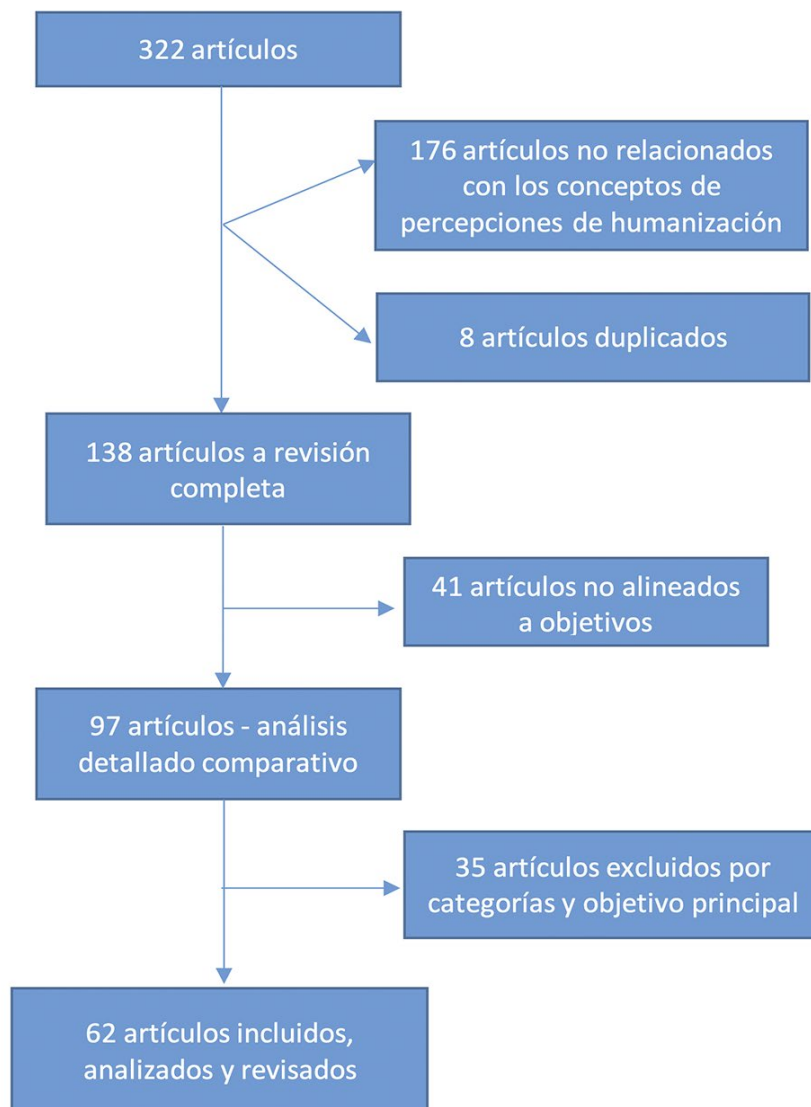 322 artículos
176 artículos no relacionados
con los conceptos de
percepciones de humanización
8 artículos duplicados
138 artículos a revisión
completa
41 artículos no alineados
a objetivos
97 artículos - análisis
detallado comparativo
35 artículos excluidos por
categorías y objetivo principal
62 artículos incluidos,
analizados y revisados